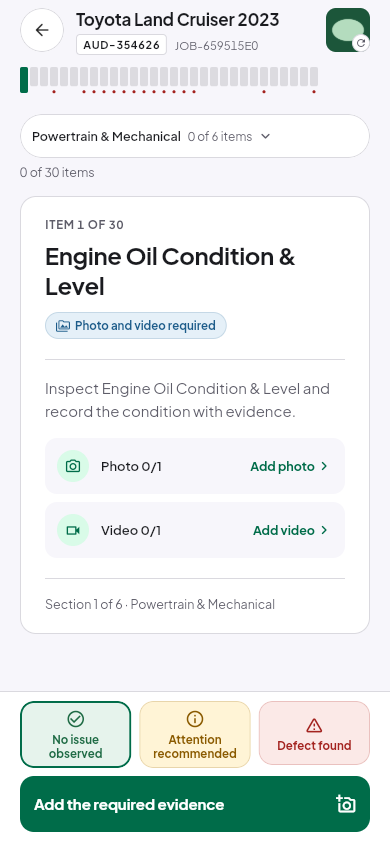 Toyota Land Cruiser 2023
AUD-354626 JOB-659515E0
Powertrain & Mechanical 0 of 6 items
0 of 30 items
ITEM 1 OF 30
Engine Oil Condition &
Level
Photo and video required
Inspect Engine Oil Condition & Level and
record the condition with evidence.
Photo 0/1 Add photo
Video 0/1 Add video
Section 1 of 6 · Powertrain & Mechanical
No issue
observed
Attention
recommended
Defect found
Add the required evidence